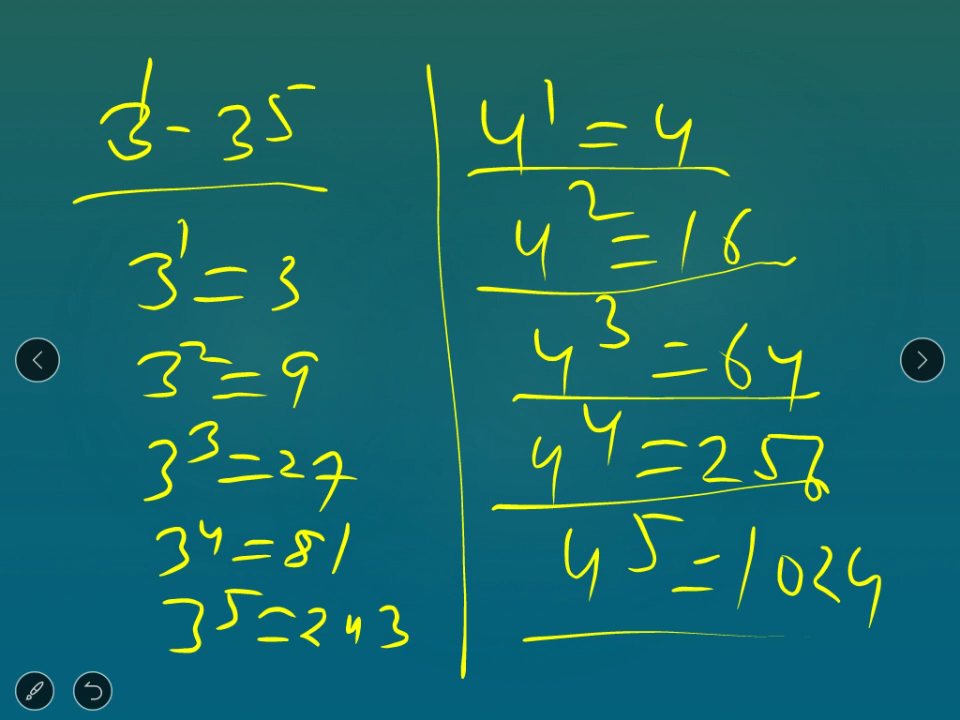 3¹ - 3⁵
3¹ = 3
3² = 9
3³ = 27
3⁴ = 81
3⁵ = 243
4¹ = 4
4² = 16
4³ = 64
4⁴ = 256
4⁵ = 1024